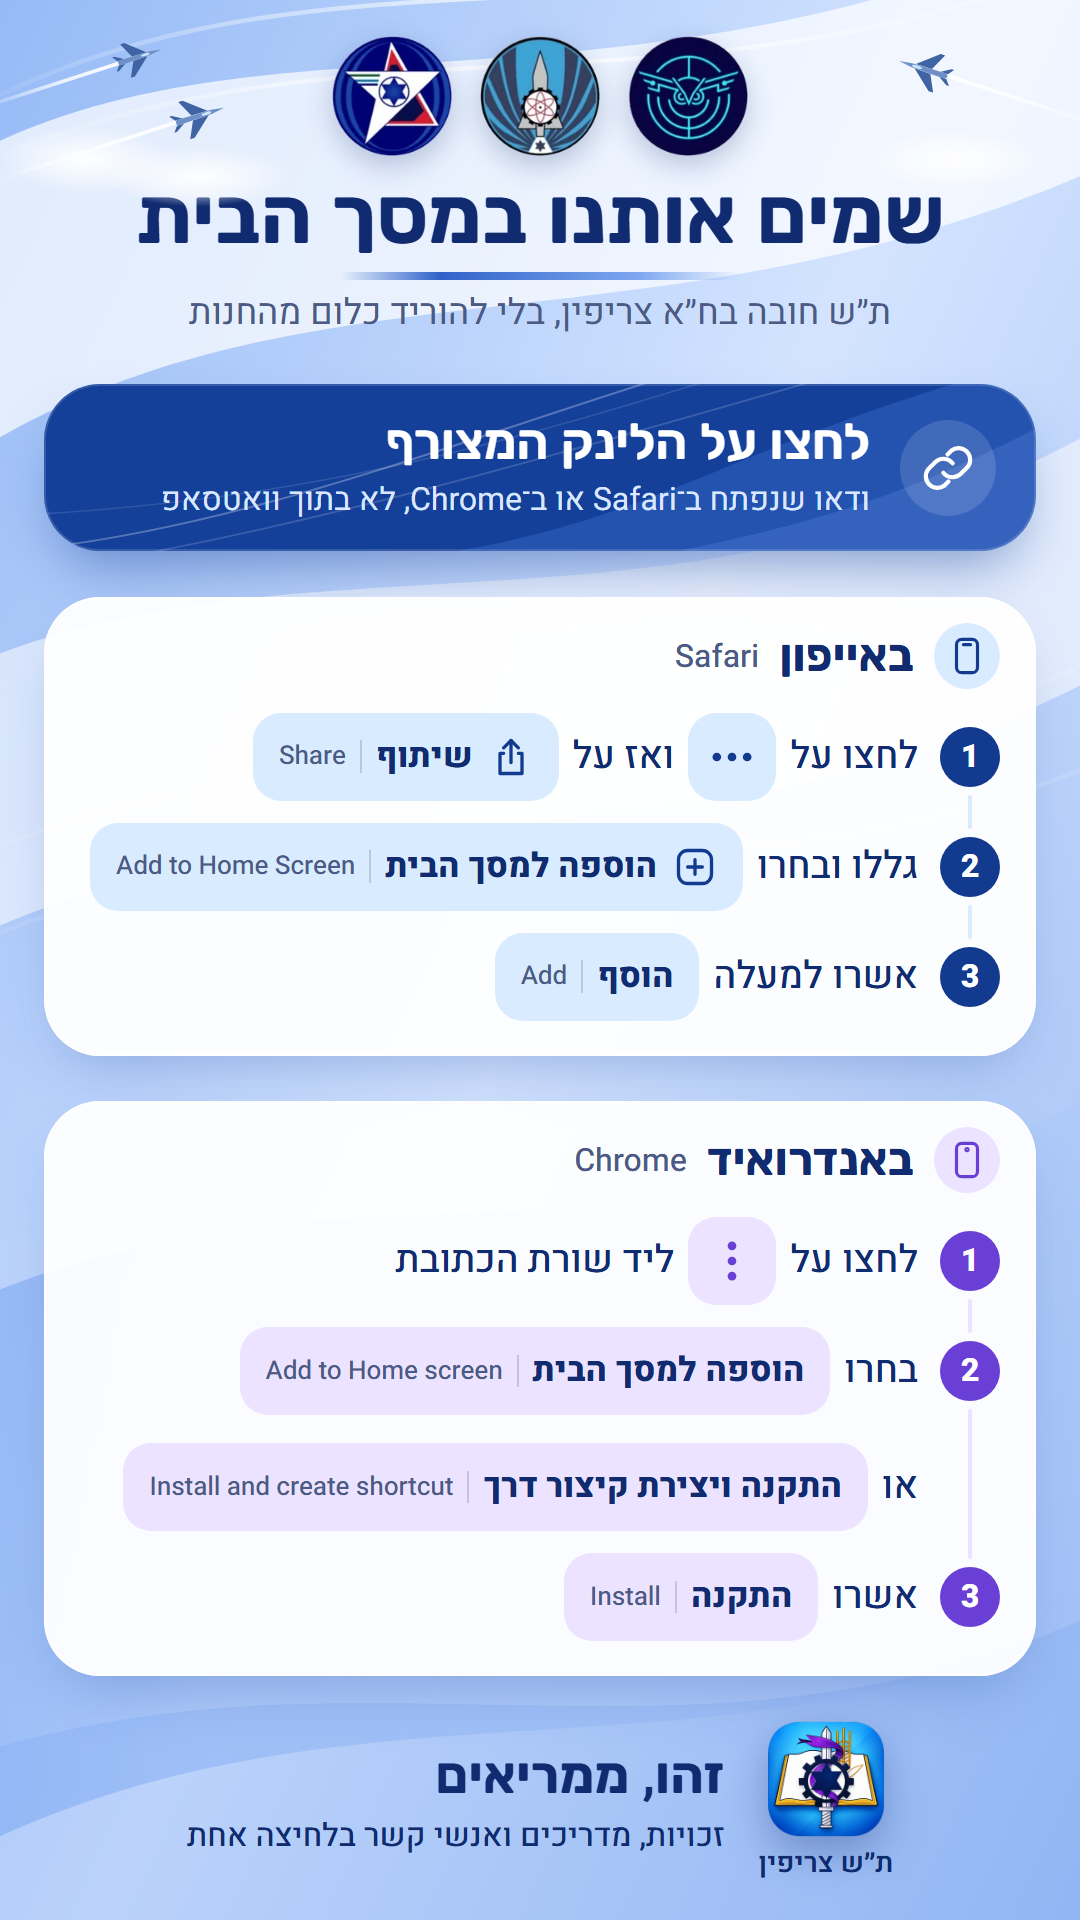 שמים אותנו במסך הבית
ת״ש חובה בח״א צריפין, בלי להוריד כלום מהחנות
לחצו על הלינק המצורף
ודאו שנפתח ב־Safari או ב־Chrome, לא בתוך וואטסאפ
באייפון Safari
1 לחצו על ואז על שיתוף Share
2 גללו ובחרו הוספה למסך הבית Add to Home Screen
3 אשרו למעלה הוסף Add
באנדרואיד Chrome
1 לחצו על ליד שורת הכתובת
2 בחרו הוספה למסך הבית Add to Home screen
או התקנה ויצירת קיצור דרך Install and create shortcut
3 אשרו התקנה Install
זהו, ממריאים
זכויות, מדריכים ואנשי קשר בלחיצה אחת
ת״ש צריפין